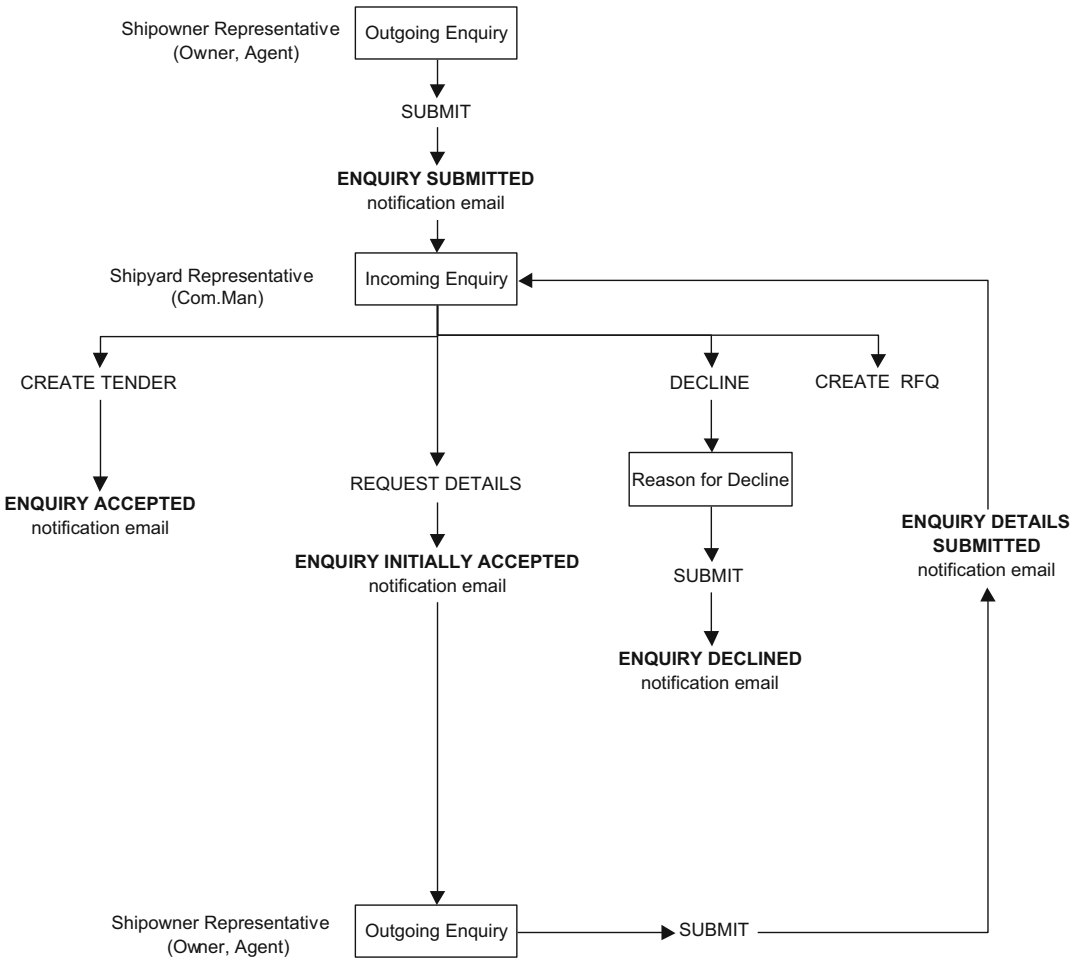 Shipowner Representative
(Owner, Agent)
Outgoing Enquiry
SUBMIT
ENQUIRY SUBMITTED
notification email
Shipyard Representative
(Com.Man)
Incoming Enquiry
CREATE TENDER
DECLINE
CREATE RFQ
ENQUIRY ACCEPTED
notification email
REQUEST DETAILS
Reason for Decline
ENQUIRY INITIALLY ACCEPTED
notification email
SUBMIT
ENQUIRY DETAILS
SUBMITTED
notification email
ENQUIRY DECLINED
notification email
Shipowner Representative
(Owner, Agent)
Outgoing Enquiry
SUBMIT